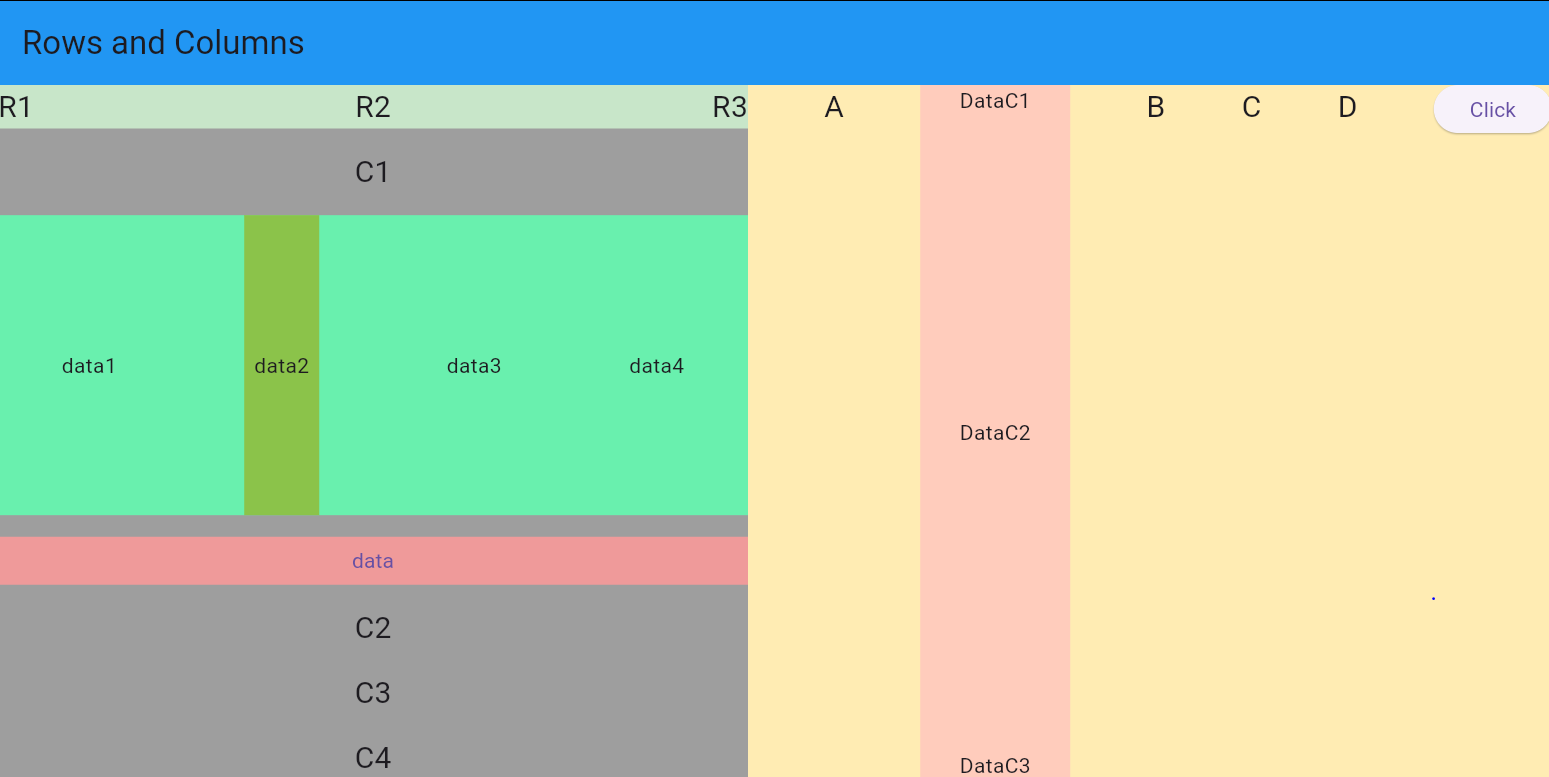 Rows and Columns
R1 R2 R3
C1
data1 data2 data3 data4
data
C2
C3
C4
A
DataC1
DataC2
DataC3
B C D Click